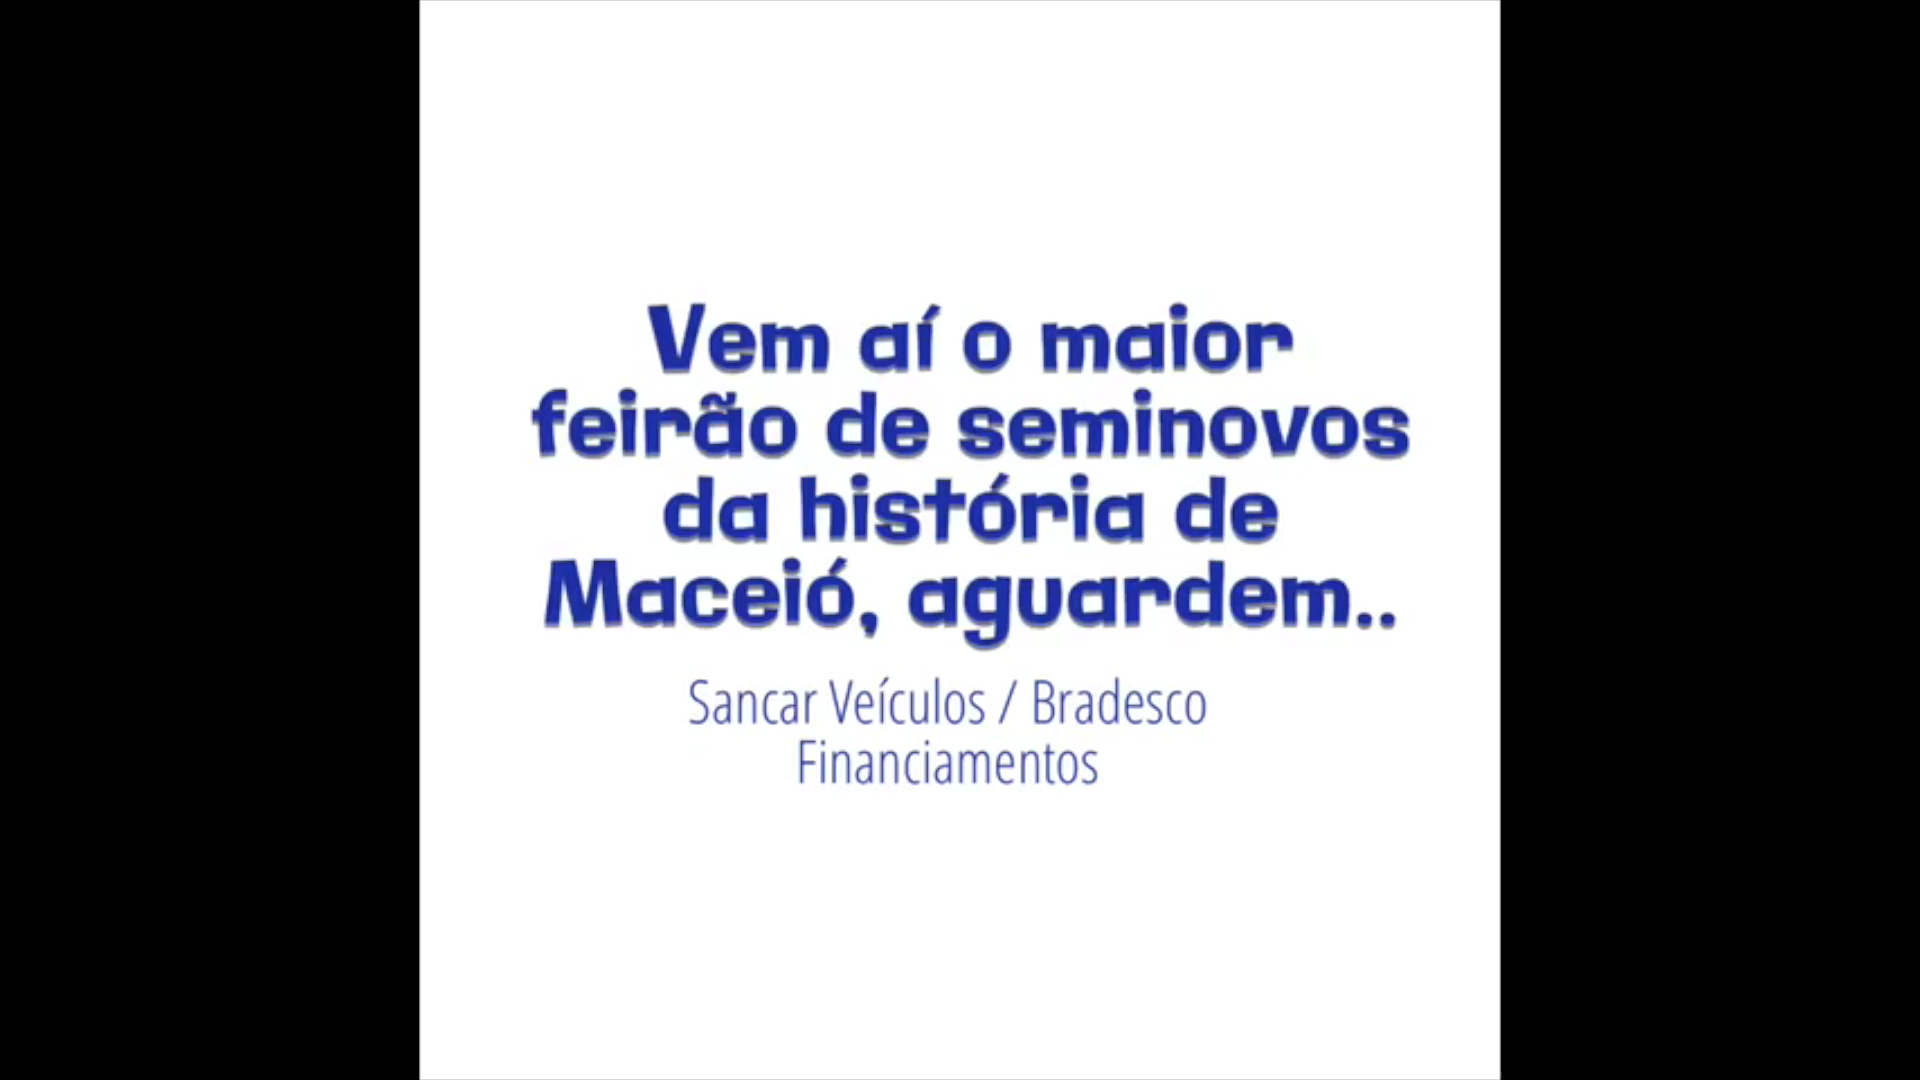 Vem aí o maior
feirão de seminovos
da história de
Maceió, aguardem..
Sancar Veículos / Bradesco
Financiamentos